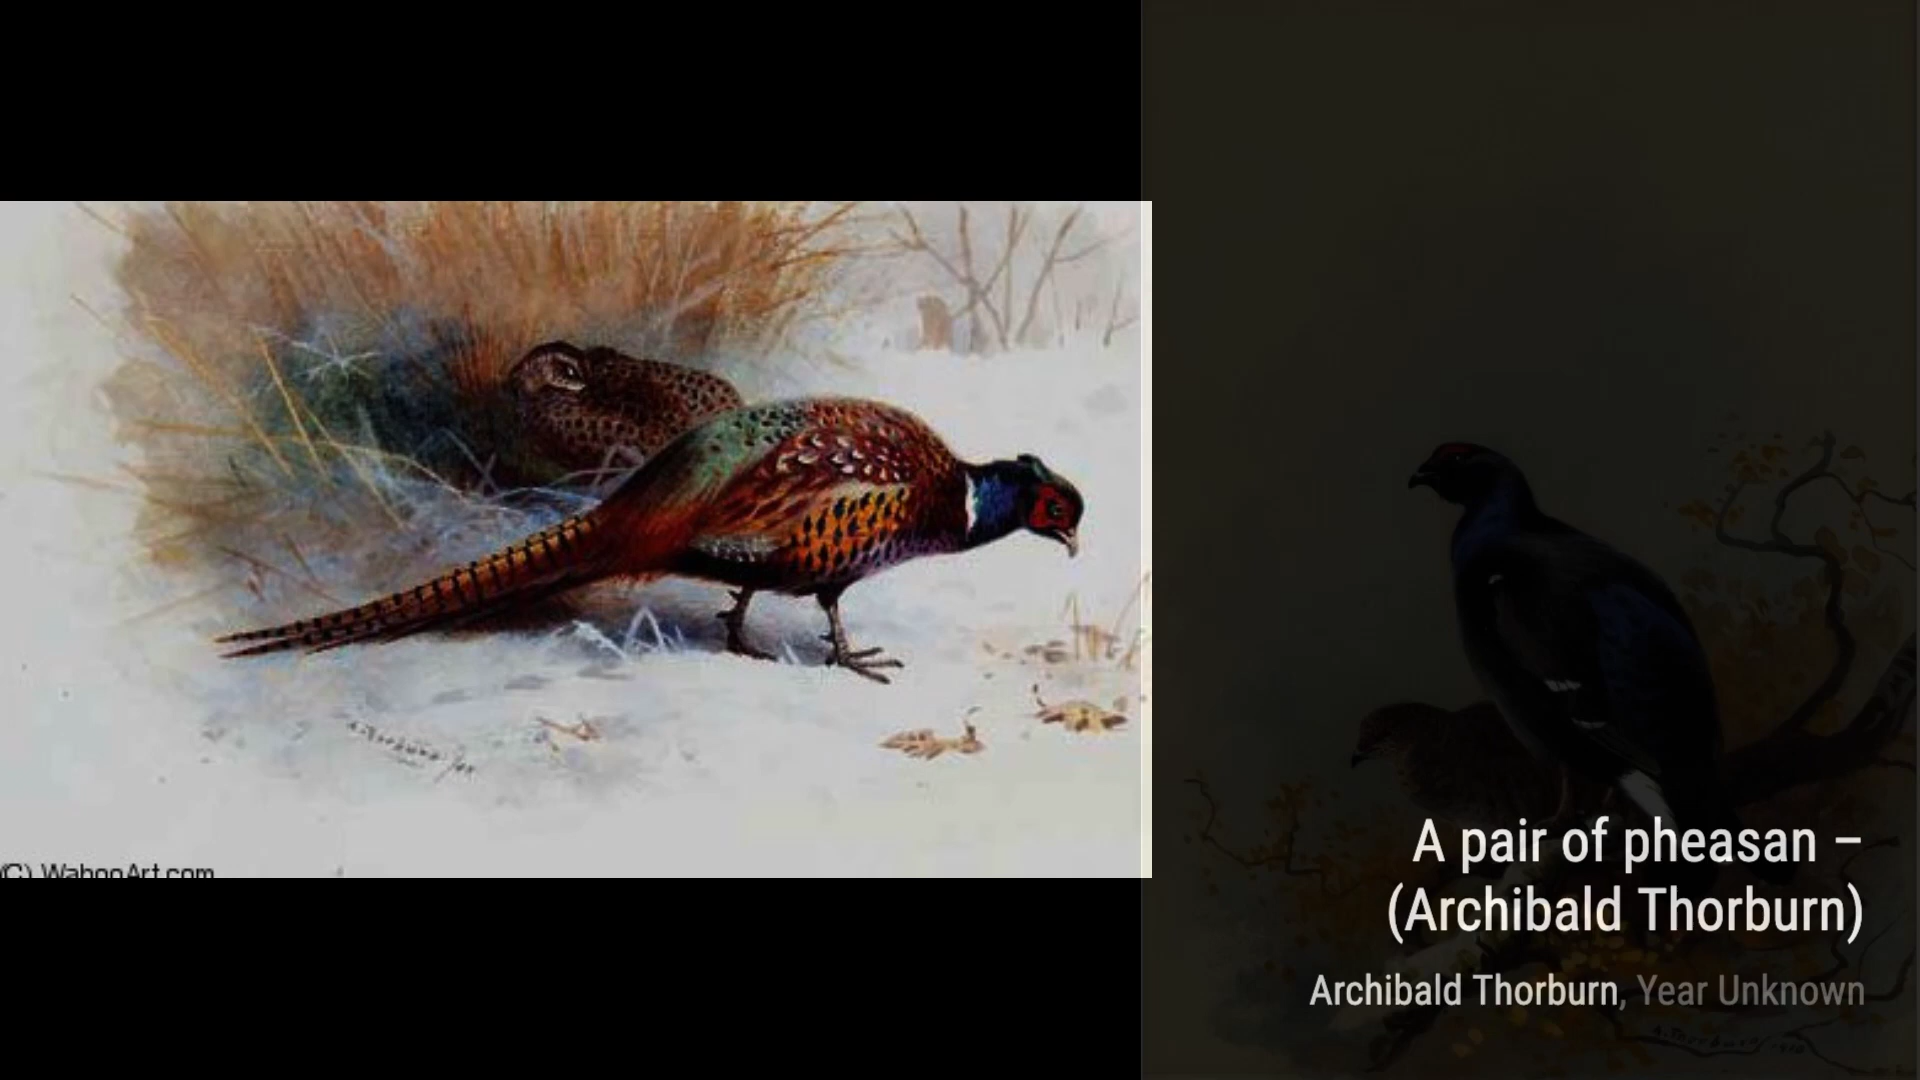 (C) WahooArt.com
A pair of pheasan –
(Archibald Thorburn)
Archibald Thorburn, Year Unknown